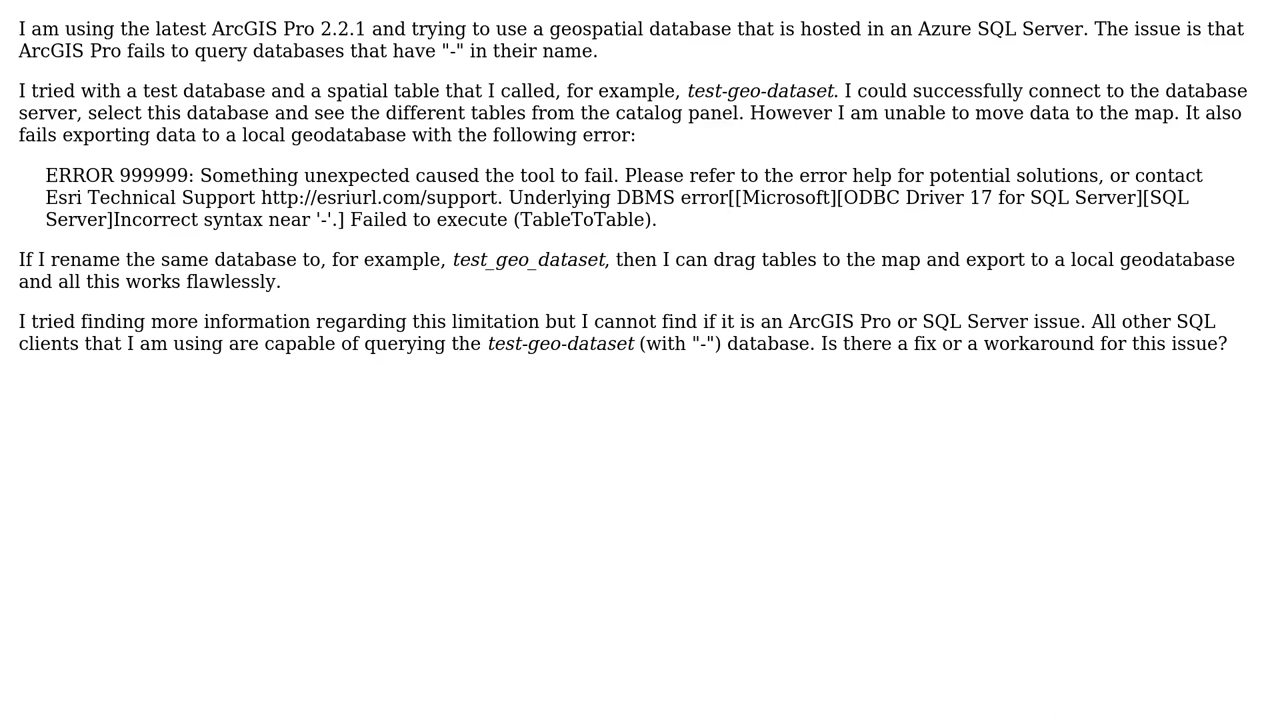 I am using the latest ArcGIS Pro 2.2.1 and trying to use a geospatial database that is hosted in an Azure SQL Server. The issue is that
ArcGIS Pro fails to query databases that have "-" in their name.
I tried with a test database and a spatial table that I called, for example, test-geo-dataset. I could successfully connect to the database
server, select this database and see the different tables from the catalog panel. However I am unable to move data to the map. It also
fails exporting data to a local geodatabase with the following error:
ERROR 999999: Something unexpected caused the tool to fail. Please refer to the error help for potential solutions, or contact
Esri Technical Support http://esriurl.com/support. Underlying DBMS error[[Microsoft][ODBC Driver 17 for SQL Server][SQL
Server]Incorrect syntax near '-'.] Failed to execute (TableToTable).
If I rename the same database to, for example, test_geo_dataset, then I can drag tables to the map and export to a local geodatabase
and all this works flawlessly.
I tried finding more information regarding this limitation but I cannot find if it is an ArcGIS Pro or SQL Server issue. All other SQL
clients that I am using are capable of querying the test-geo-dataset (with "-") database. Is there a fix or a workaround for this issue?